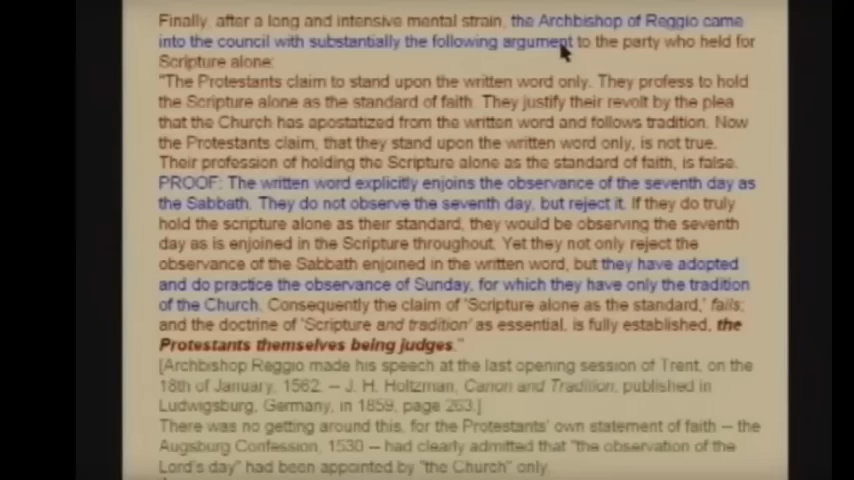 Finally, after a long and intensive mental strain, the Archbishop of Reggio came
into the council with substantially the following argument to the party who held for
Scripture alone:
"The Protestants claim to stand upon the written word only. They profess to hold
the Scripture alone as the standard of faith. They justify their revolt by the plea
that the Church has apostatized from the written word and follows tradition. Now
the Protestants claim, that they stand upon the written word only, is not true.
Their profession of holding the Scripture alone as the standard of faith, is false.
PROOF: The written word explicitly enjoins the observance of the seventh day as
the Sabbath. They do not observe the seventh day, but reject it. If they do truly
hold the scripture alone as their standard, they would be observing the seventh
day as is enjoined in the Scripture throughout. Yet they not only reject the
observance of the Sabbath enjoined in the written word, but they have adopted
and do practice the observance of Sunday, for which they have only the tradition
of the Church. Consequently the claim of 'Scripture alone as the standard,' fails;
and the doctrine of 'Scripture and tradition' as essential, is fully established, the
Protestants themselves being judges."
[Archbishop Reggio made his speech at the last opening session of Trent, on the
18th of January, 1562. -- J. H. Holtzman, Canon and Tradition, published in
Ludwigsburg, Germany, in 1859, page 263.]
There was no getting around this, for the Protestants' own statement of faith -- the
Augsburg Confession, 1530 -- had clearly admitted that "the observation of the
Lord's day" had been appointed by "the Church" only.